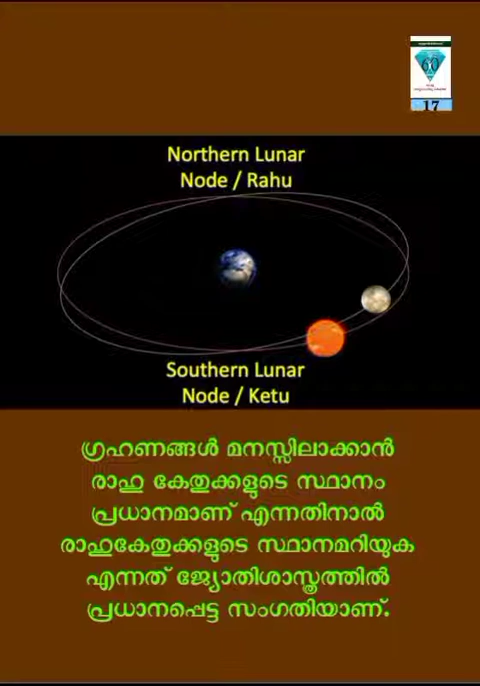 60
17
Northern Lunar
Node / Rahu
Southern Lunar
Node / Ketu
ഗ്രഹണങ്ങൾ മനസ്സിലാക്കാൻ
രാഹു കേതുക്കളുടെ സ്ഥാനം
പ്രധാനമാണ് എന്നതിനാൽ
രാഹുകേതുക്കളുടെ സ്ഥാനമറിയുക
എന്നത് ജ്യോതിശാസ്ത്രത്തിൽ
പ്രധാനപ്പെട്ട സംഗതിയാണ്.